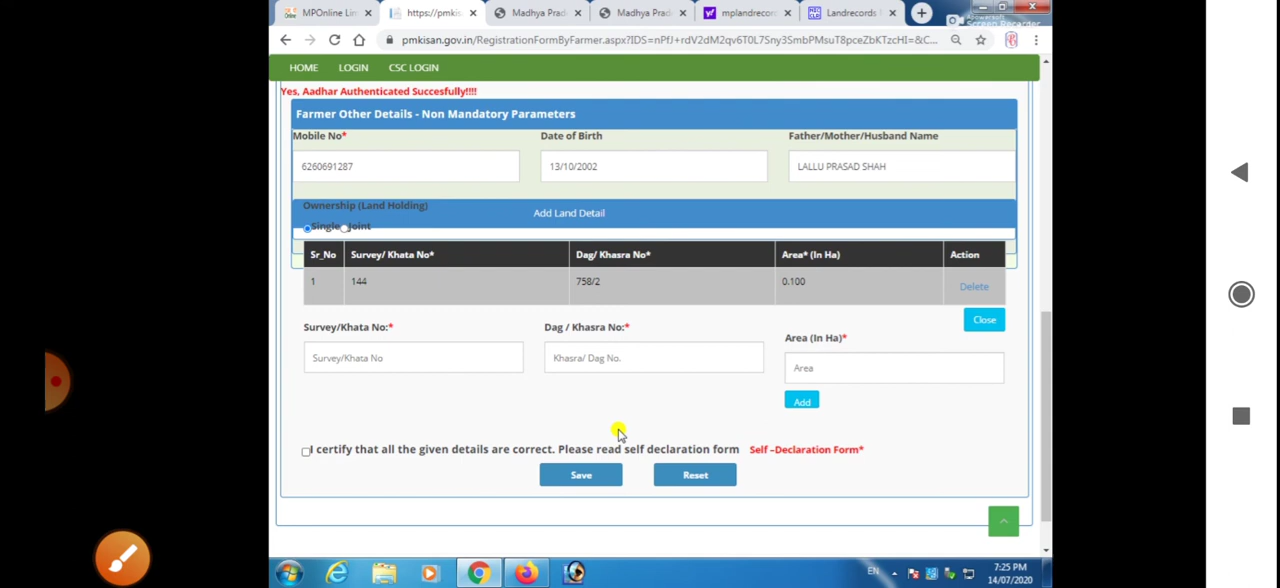 MPOnline Lim
https://pmkis
Madhya Prade
Madhya Prade
mplandrecor
Landrecords
pmkisan.gov.in/RegistrationFormByFarmer.aspx?IDS=nPfJ+rdV2dM2qv6T0L7Sny3SmbPMsuT8pceZbKTzcHI=&C...
HOME LOGIN CSC LOGIN
Yes, Aadhar Authenticated Succesfully!!!!
Farmer Other Details - Non Mandatory Parameters
Mobile No* Date of Birth Father/Mother/Husband Name
6260691287 13/10/2002 LALLU PRASAD SHAH
Ownership (Land Holding)
Add Land Detail
Single Joint
Sr_No Survey/ Khata No* Dag/ Khasra No* Area* (In Ha) Action
1 144 758/2 0.100 Delete
Close
Survey/Khata No:* Dag / Khasra No:* Area (In Ha)*
Survey/Khata No Khasra/ Dag No. Area
Add
I certify that all the given details are correct. Please read self declaration form Self –Declaration Form*
Save Reset
EN
7:25 PM
14/07/2020